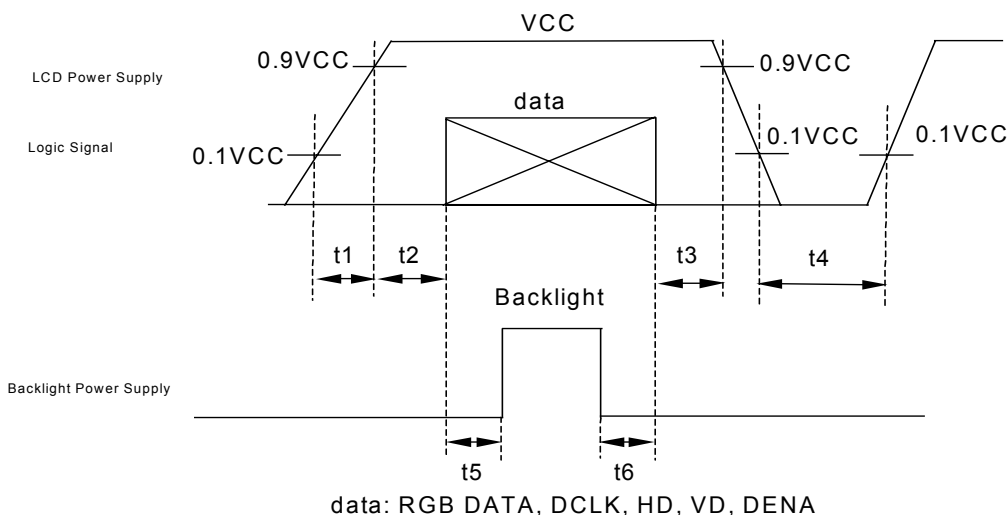 VCC
0.9VCC
0.9VCC
LCD Power Supply
data
Logic Signal
0.1VCC
0.1VCC
0.1VCC
t1
t2
t3
t4
Backlight
Backlight Power Supply
t5
t6
data: RGB DATA, DCLK, HD, VD, DENA